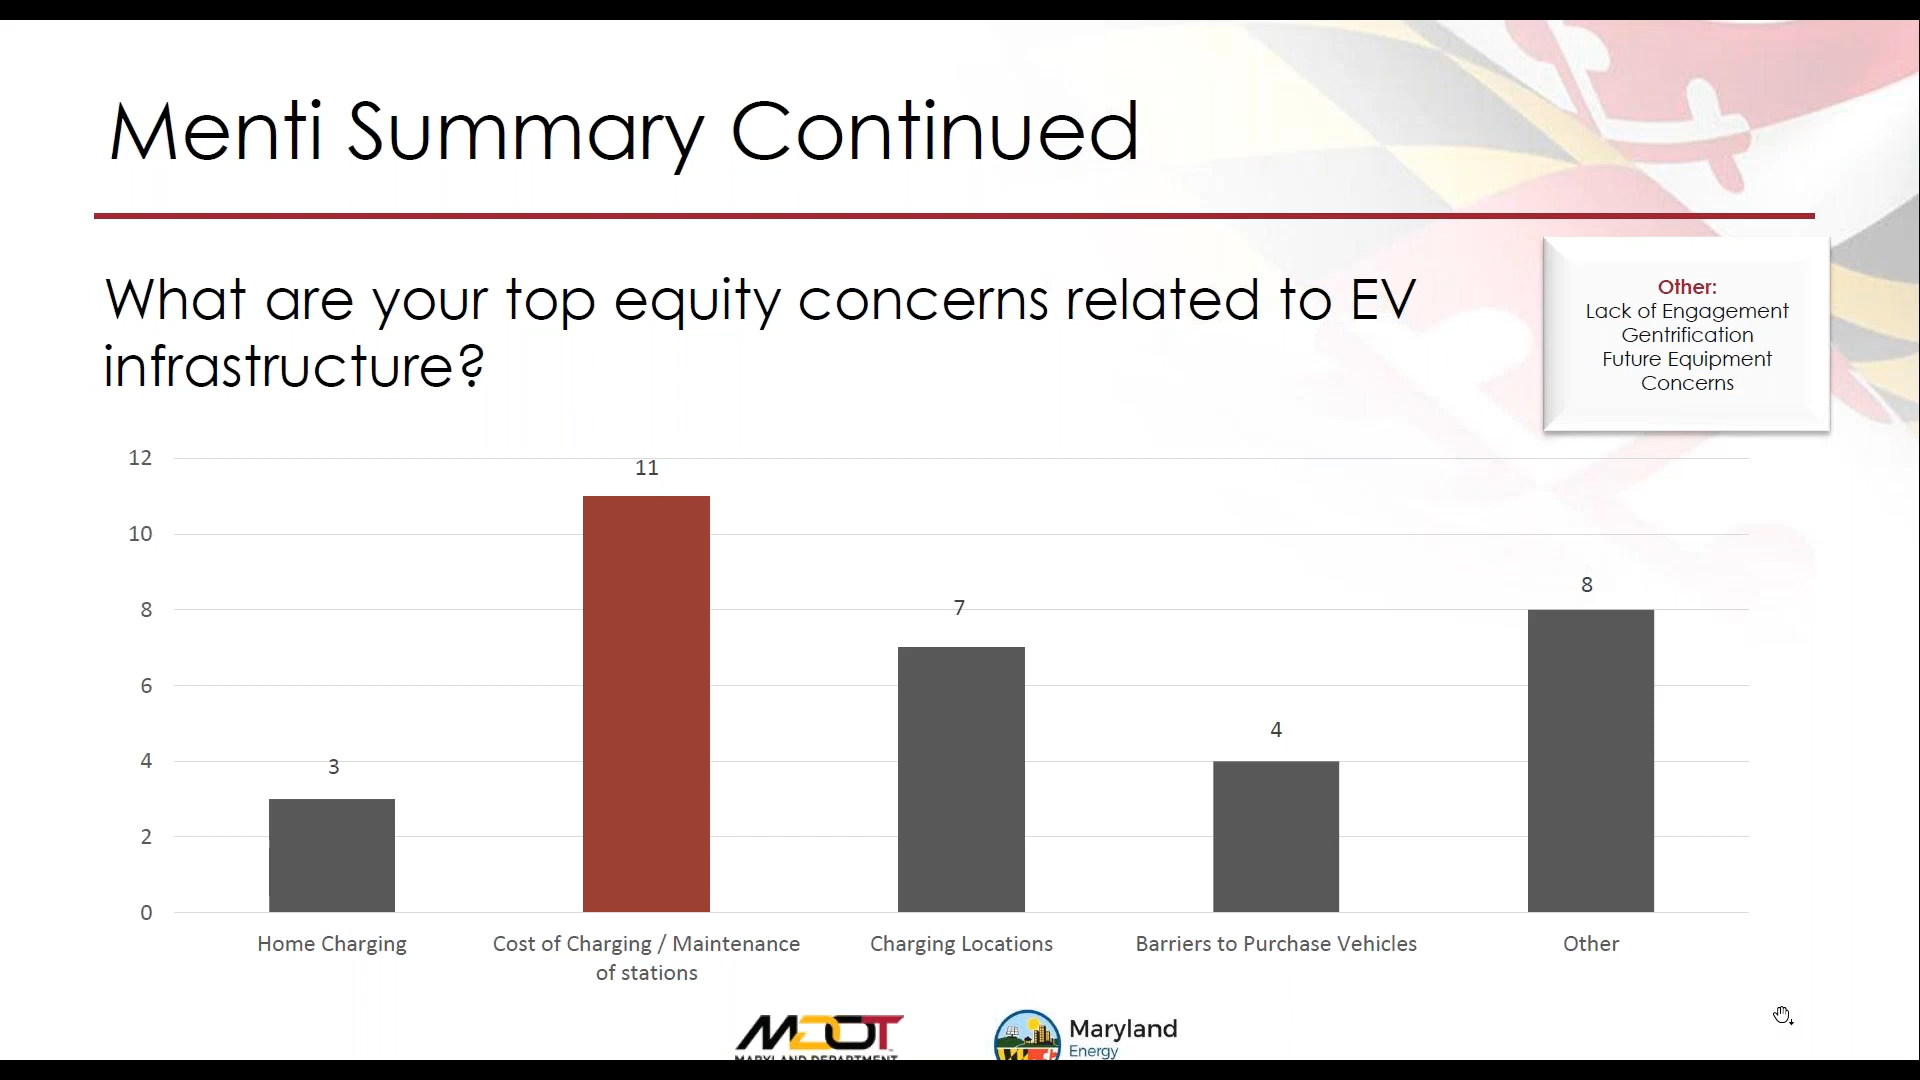 Menti Summary Continued
What are your top equity concerns related to EV
infrastructure?
Other:
Lack of Engagement
Gentrification
Future Equipment
Concerns
12
10
8
6
4
2
0
3
11
7
4
8
Home Charging
Cost of Charging / Maintenance
of stations
Charging Locations
Barriers to Purchase Vehicles
Other
MDOT
MARYLAND DEPARTMENT
Maryland
Energy